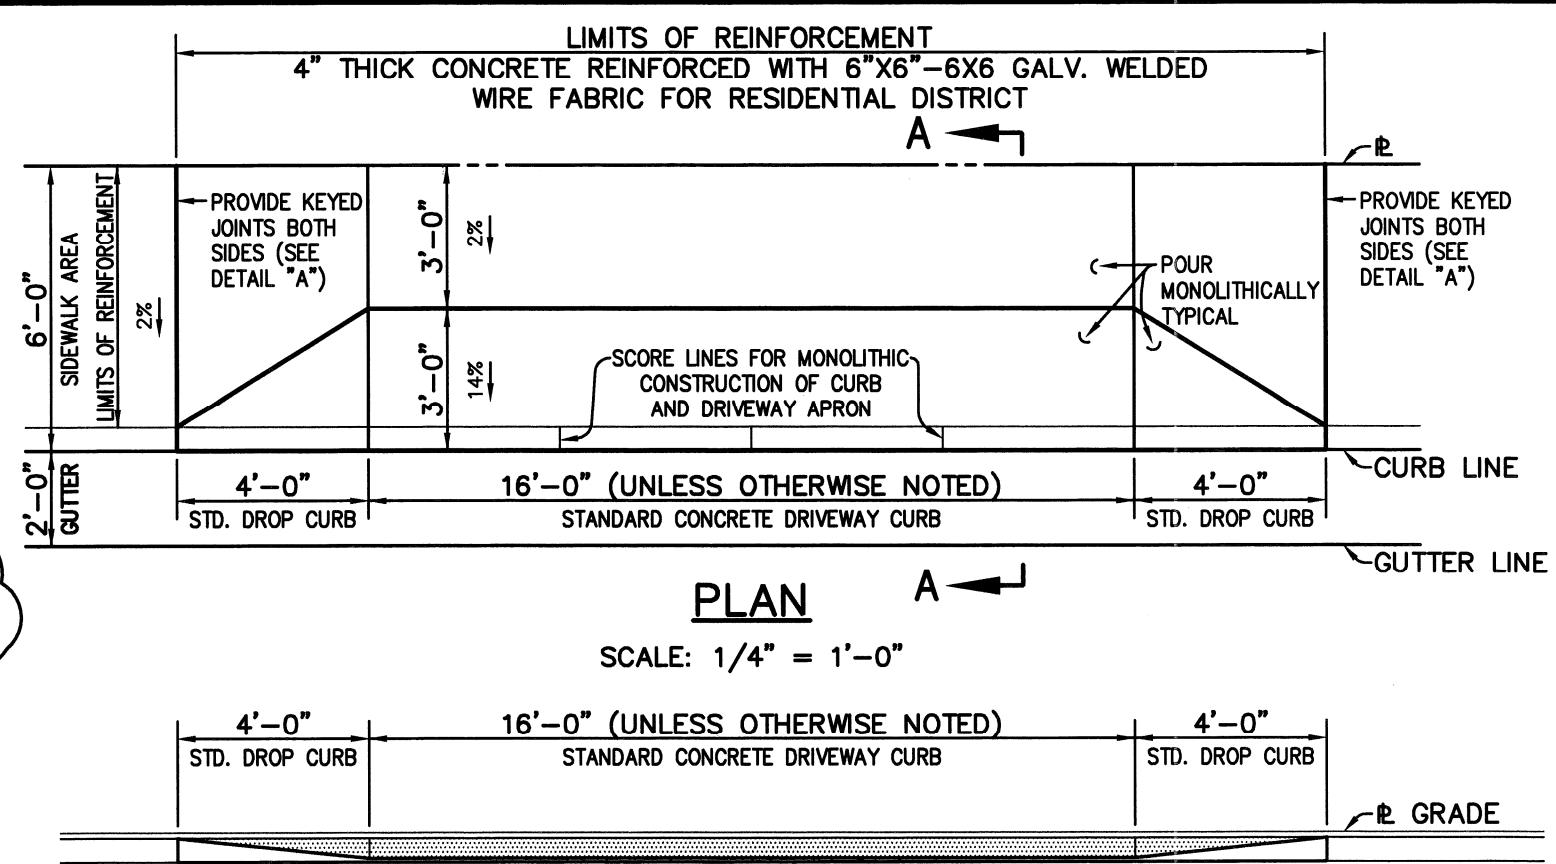 LIMITS OF REINFORCEMENT
4" THICK CONCRETE REINFORCED WITH 6"X6"-6X6 GALV. WELDED
WIRE FABRIC FOR RESIDENTIAL DISTRICT
A
℄
PROVIDE KEYED
JOINTS BOTH
SIDES (SEE
DETAIL "A")
PROVIDE KEYED
JOINTS BOTH
SIDES (SEE
DETAIL "A")
6'-0"
SIDEWALK AREA
LIMITS OF REINFORCEMENT
2%
3'-0"
2%
POUR
MONOLITHICALLY
TYPICAL
3'-0"
14%
SCORE LINES FOR MONOLITHIC
CONSTRUCTION OF CURB
AND DRIVEWAY APRON
CURB LINE
2'-0"
GUTTER
4'-0"
STD. DROP CURB
16'-0" (UNLESS OTHERWISE NOTED)
STANDARD CONCRETE DRIVEWAY CURB
4'-0"
STD. DROP CURB
GUTTER LINE
A
PLAN
SCALE: 1/4" = 1'-0"
4'-0"
STD. DROP CURB
16'-0" (UNLESS OTHERWISE NOTED)
STANDARD CONCRETE DRIVEWAY CURB
4'-0"
STD. DROP CURB
℄ GRADE